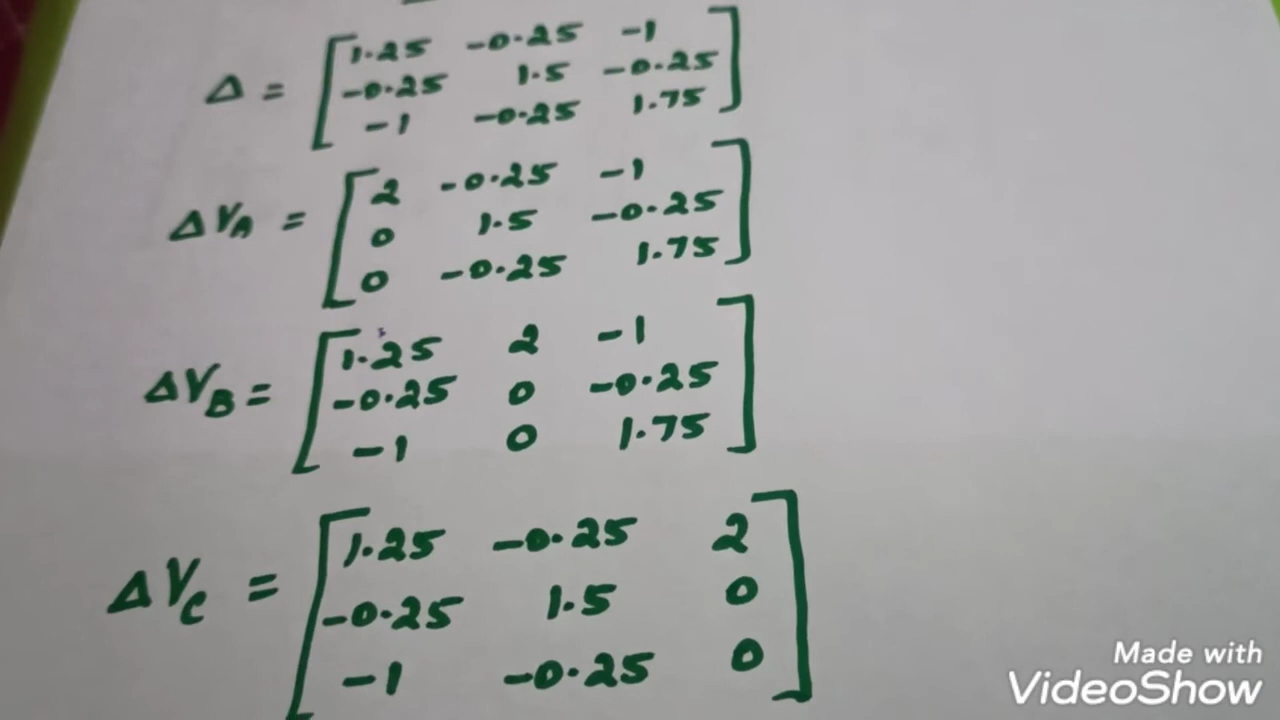 1.25 -0.25 -1
Δ = -0.25 1.5 -0.25
-1 -0.25 1.75
2 -0.25 -1
ΔVA = 0 1.5 -0.25
0 -0.25 1.75
1.25 2 -1
ΔVB = -0.25 0 -0.25
-1 0 1.75
1.25 -0.25 2
ΔVC = -0.25 1.5 0
-1 -0.25 0
Made with
VideoShow